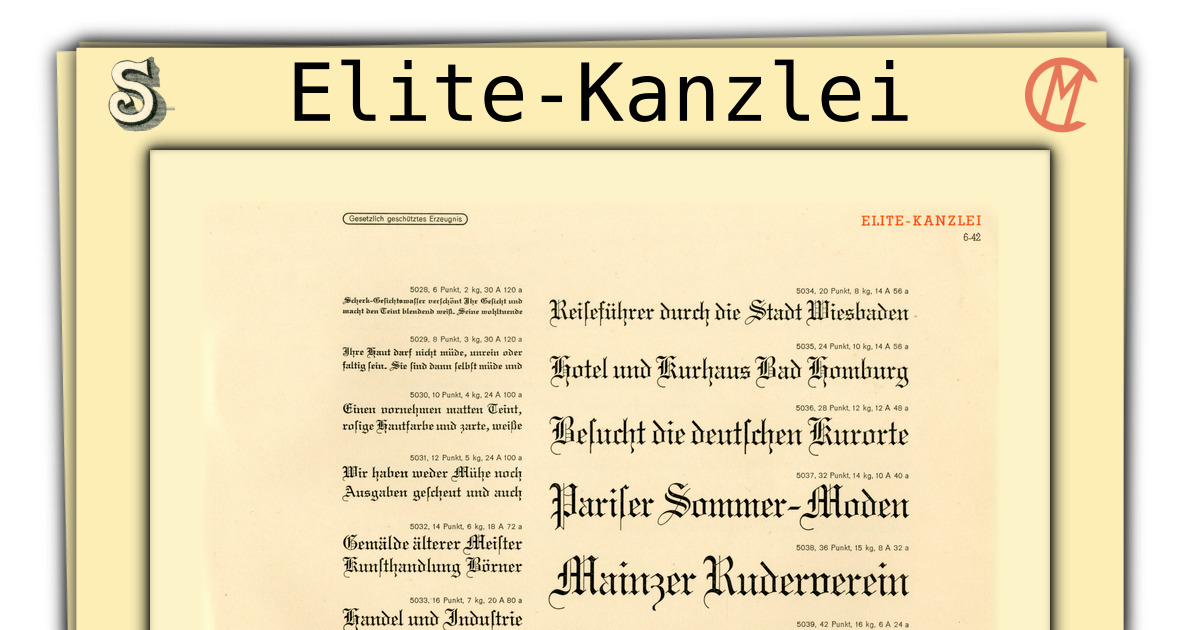 S
Elite-Kanzlei
CM
Gesetzlich geschütztes Erzeugnis
ELITE-KANZLEI
6-42
5028, 6 Punkt, 2 kg, 30 A 120 a
Scherk-Geſichtswaſſer verſchönt Ihr Geſicht und
macht den Teint blendend weiß. Seine wohltuende
5029, 8 Punkt, 3 kg, 30 A 120 a
Ihre Haut darf nicht müde, unrein oder
faltig ſein. Sie ſind dann ſelbſt müde und
5030, 10 Punkt, 4 kg, 24 A 100 a
Einen vornehmen matten Teint,
roſige Hautfarbe und zarte, weiße
5031, 12 Punkt, 5 kg, 24 A 100 a
Wir haben weder Mühe noch
Ausgaben geſcheut und auch
5032, 14 Punkt, 6 kg, 18 A 72 a
Gemälde älterer Meiſter
Kunſthandlung Börner
5033, 16 Punkt, 7 kg, 20 A 80 a
Handel und Induſtrie
5034, 20 Punkt, 8 kg, 14 A 56 a
Reiſeführer durch die Stadt Wiesbaden
5035, 24 Punkt, 10 kg, 14 A 56 a
Hotel und Kurhaus Bad Homburg
5036, 28 Punkt, 12 kg, 12 A 48 a
Beſucht die deutſchen Kurorte
5037, 32 Punkt, 14 kg, 10 A 40 a
Pariſer Sommer-Moden
5038, 36 Punkt, 15 kg, 8 A 32 a
Mainzer Ruderverein
5039, 42 Punkt, 16 kg, 6 A 24 a